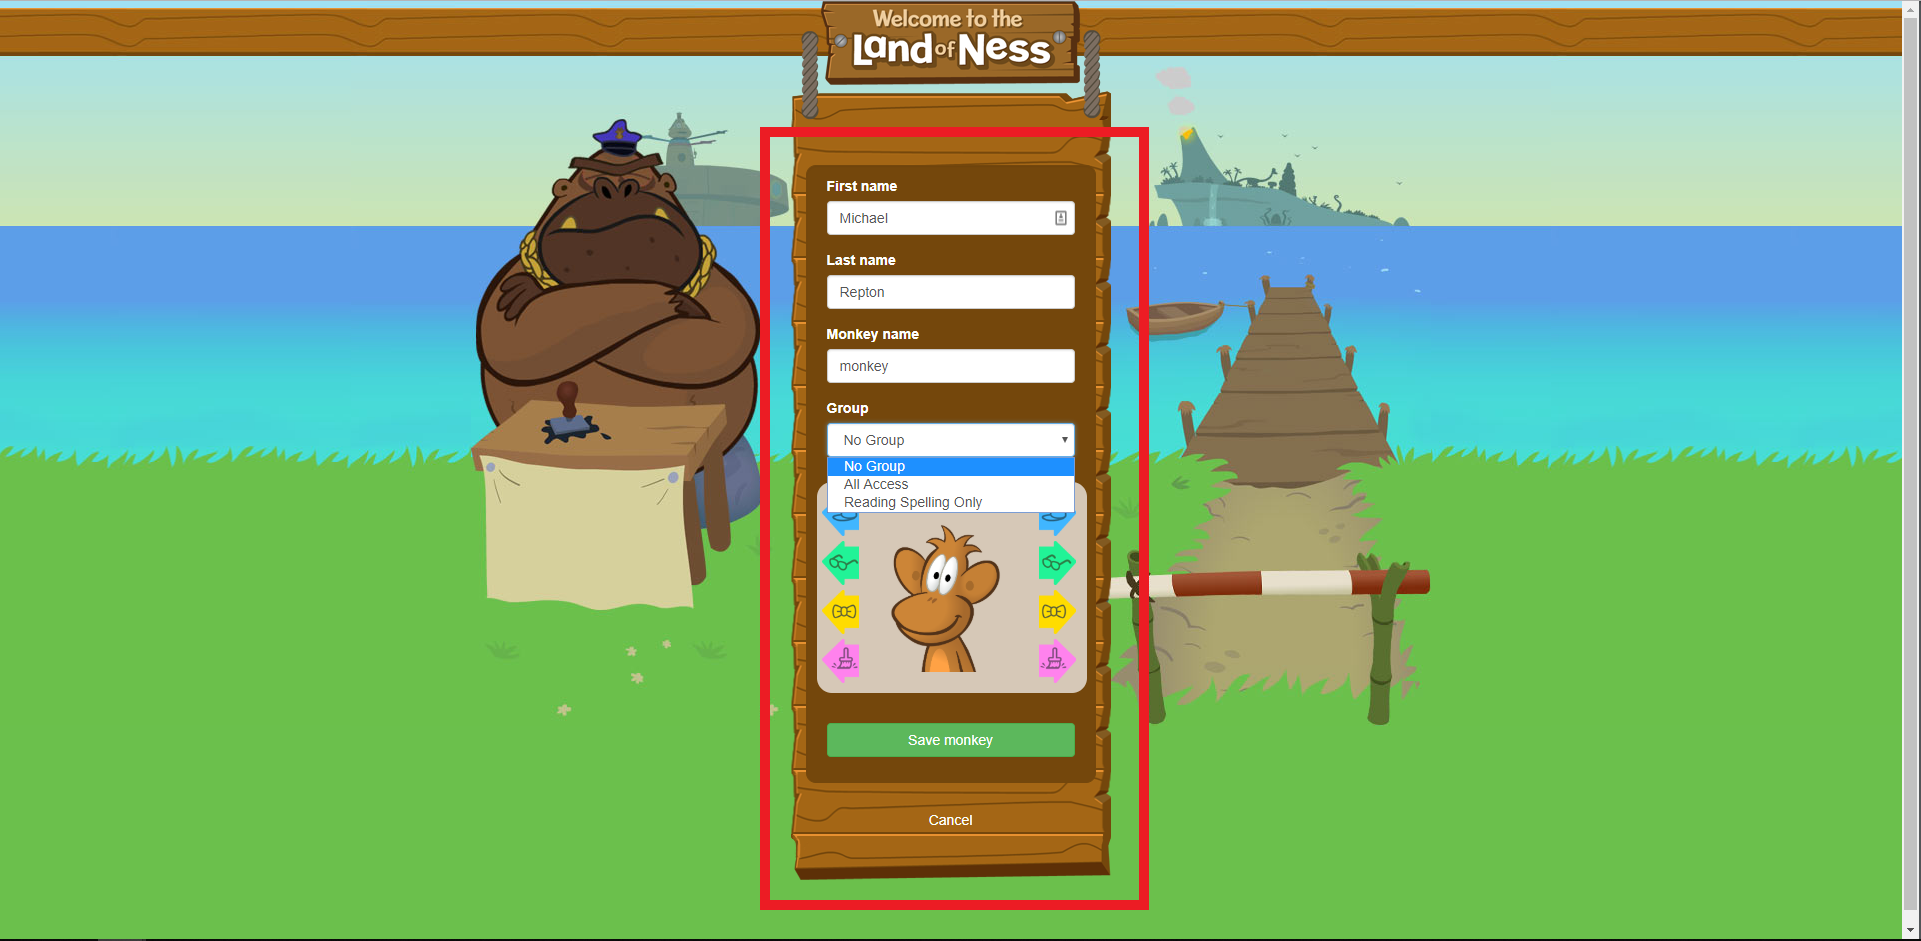 Welcome to the
Land of Ness
First name
Michael
Last name
Repton
Monkey name
monkey
Group
No Group
No Group
All Access
Reading Spelling Only
Save monkey
Cancel